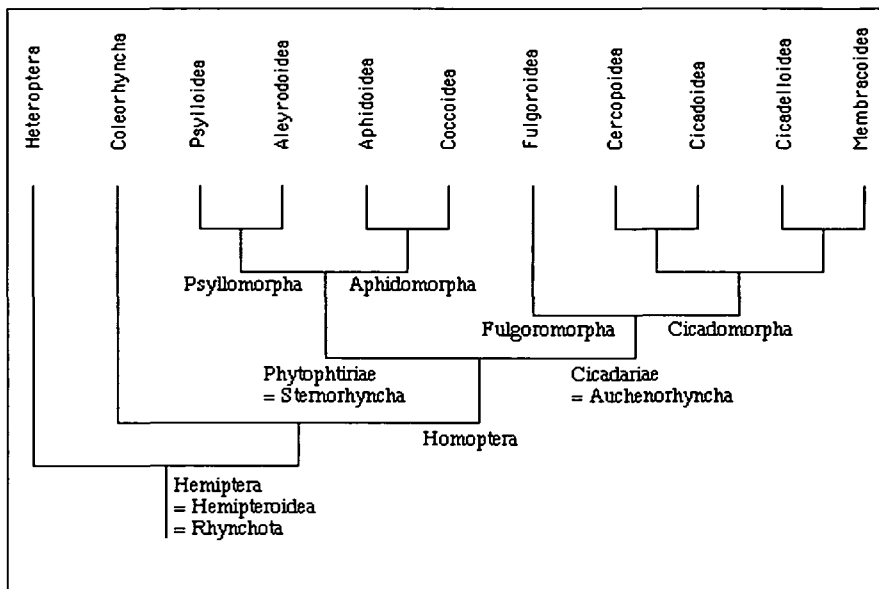 Heteroptera
Coleorhyncha
Psylloidea
Aleyrodoidea
Aphidoidea
Coccoidea
Fulgoroidea
Cercopoidea
Cicadoidea
Cicadelloidea
Membracoidea
Psyllomorpha
Aphidomorpha
Fulgoromorpha
Cicadomorpha
Phytophtiriae
= Sternorhyncha
Cicadariae
= Auchenorhyncha
Homoptera
Hemiptera
= Hemipteroidea
= Rhynchota